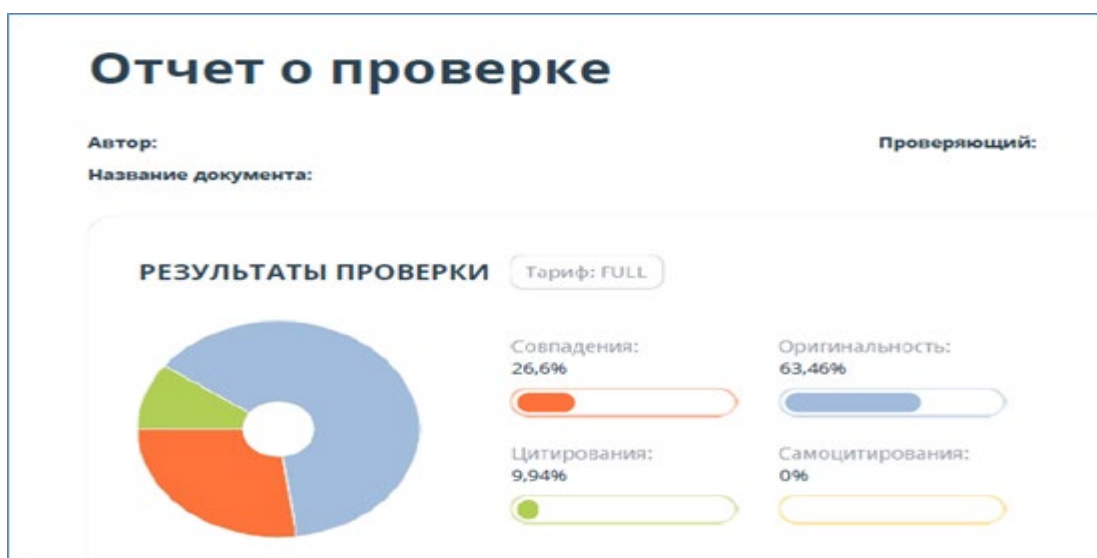 Отчет о проверке
Автор: Проверяющий:
Название документа:
РЕЗУЛЬТАТЫ ПРОВЕРКИ Тариф: FULL
Совпадения: Оригинальность:
26,6% 63,46%
Цитирования: Самоцитирования:
9,94% 0%